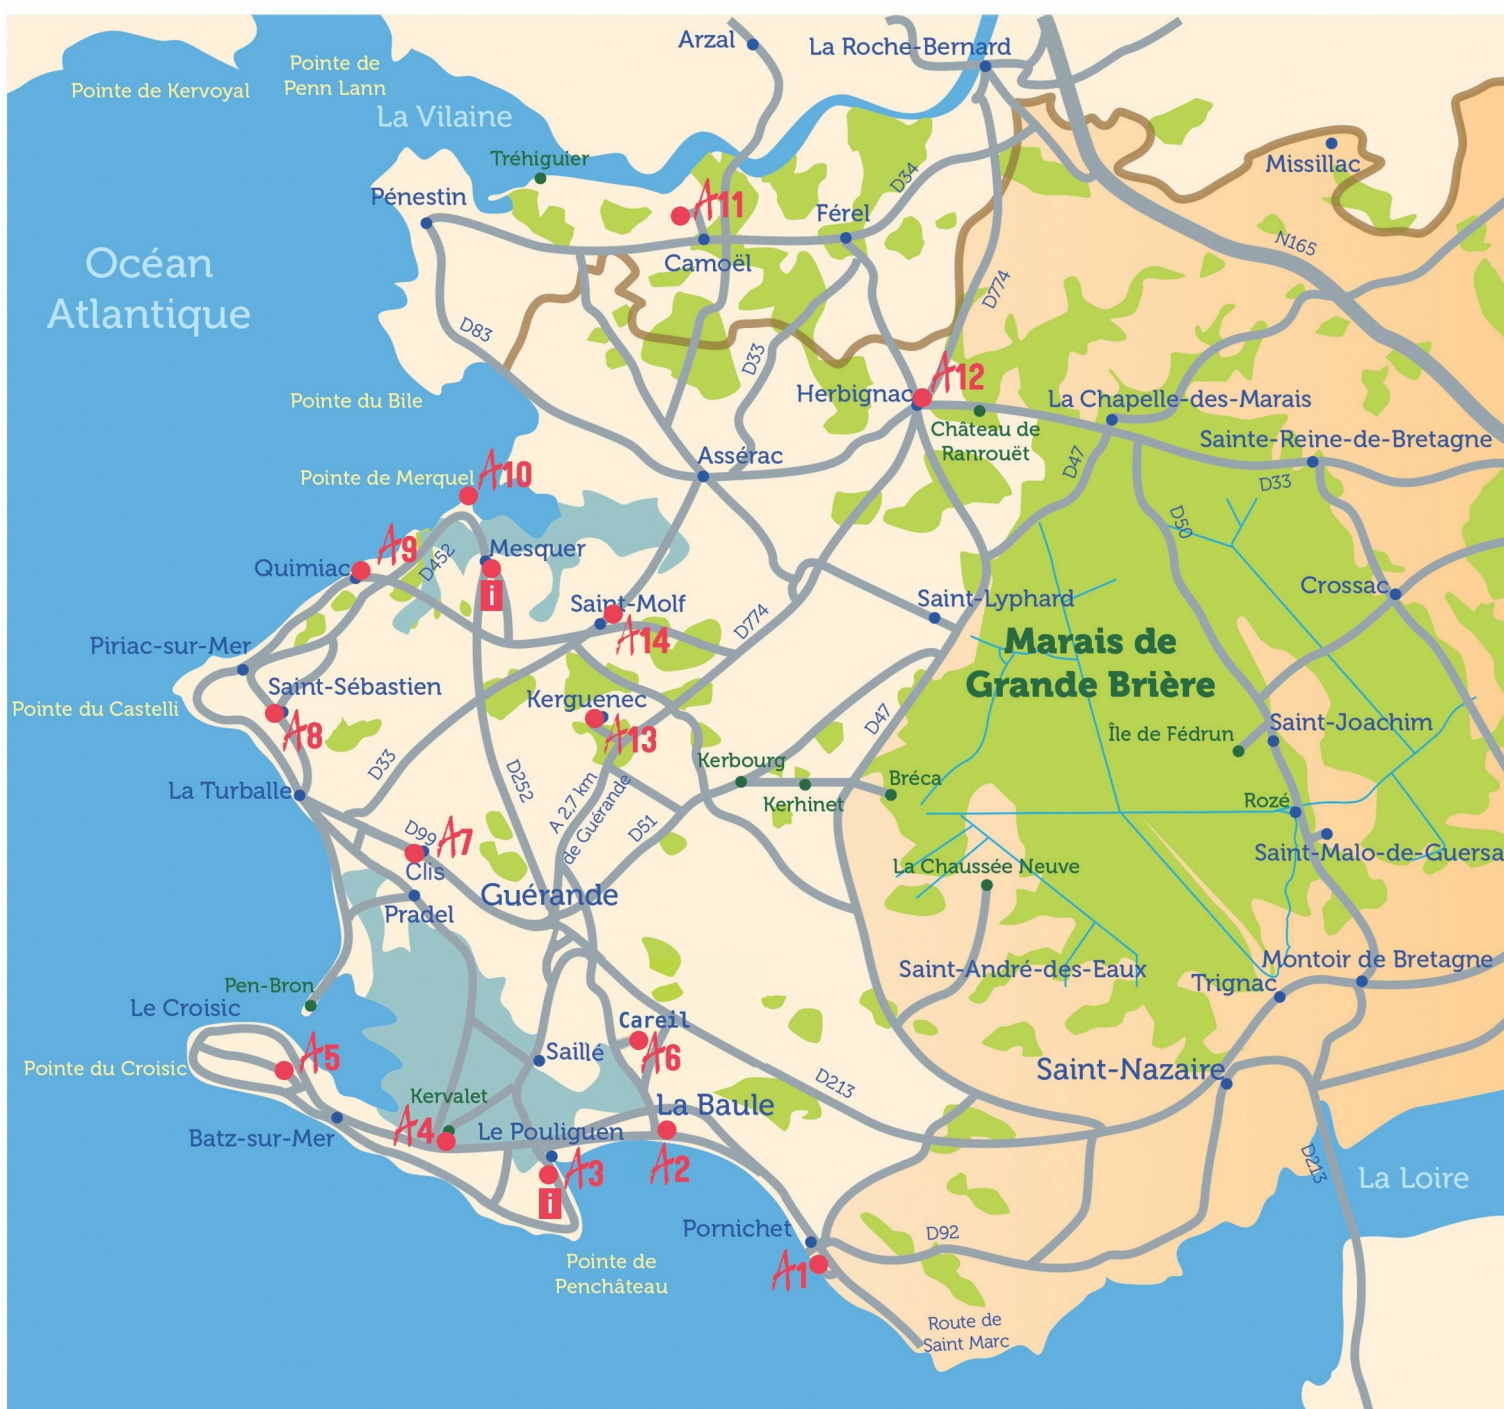 Arzal
La Roche-Bernard
Pointe de
Penn Lann
Pointe de Kervoyal
La Vilaine
Tréhiguier
Missillac
Pénestin
A11
Férel
D34
N165
Camoël
Océan
Atlantique
D774
D83
D33
A12
Herbignac
La Chapelle-des-Marais
Pointe du Bile
Château de
Ranrouët
Sainte-Reine-de-Bretagne
Assérac
D47
D33
A10
Pointe de Merquel
D50
A9
Mesquer
D452
Quimiac
i
Crossac
Saint-Molf
Saint-Lyphard
A14
D774
Marais de
Grande Brière
Piriac-sur-Mer
Saint-Sébastien
Kerguenec
Pointe du Castelli
A8
A13
D47
Île de Fédrun
Saint-Joachim
D33
D252
Kerbourg
Bréca
La Turballe
A 2,7 km
de Guérande
Kerhinet
Rozé
D99
A7
D51
Saint-Malo-de-Guersa
Clis
La Chaussée Neuve
Guérande
Pradel
Saint-André-des-Eaux
Montoir de Bretagne
Trignac
Pen-Bron
Le Croisic
Careil
A5
Saillé
A6
Pointe du Croisic
Saint-Nazaire
D213
Kervalet
La Baule
A4
Le Pouliguen
Batz-sur-Mer
A3
A2
D213
La Loire
i
Pornichet
D92
Pointe de
Penchâteau
A1
Route de
Saint Marc